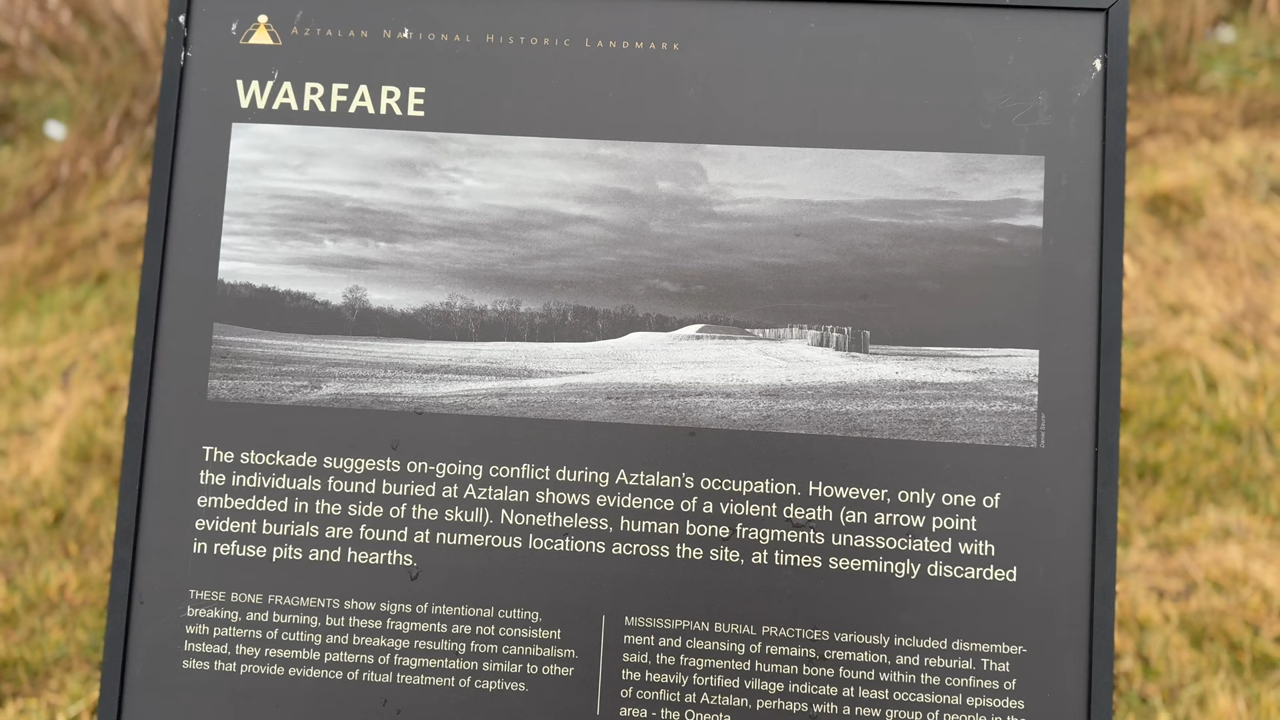 AZTALAN NATIONAL HISTORIC LANDMARK
WARFARE
Daniel Seurer
The stockade suggests on-going conflict during Aztalan's occupation. However, only one of
the individuals found buried at Aztalan shows evidence of a violent death (an arrow point
embedded in the side of the skull). Nonetheless, human bone fragments unassociated with
evident burials are found at numerous locations across the site, at times seemingly discarded
in refuse pits and hearths.
THESE BONE FRAGMENTS show signs of intentional cutting,
breaking, and burning, but these fragments are not consistent
with patterns of cutting and breakage resulting from cannibalism.
Instead, they resemble patterns of fragmentation similar to other
sites that provide evidence of ritual treatment of captives.
MISSISSIPPIAN BURIAL PRACTICES variously included dismember-
ment and cleansing of remains, cremation, and reburial. That
said, the fragmented human bone found within the confines of
the heavily fortified village indicate at least occasional episodes
of conflict at Aztalan, perhaps with a new group of people in the
area - the Oneota